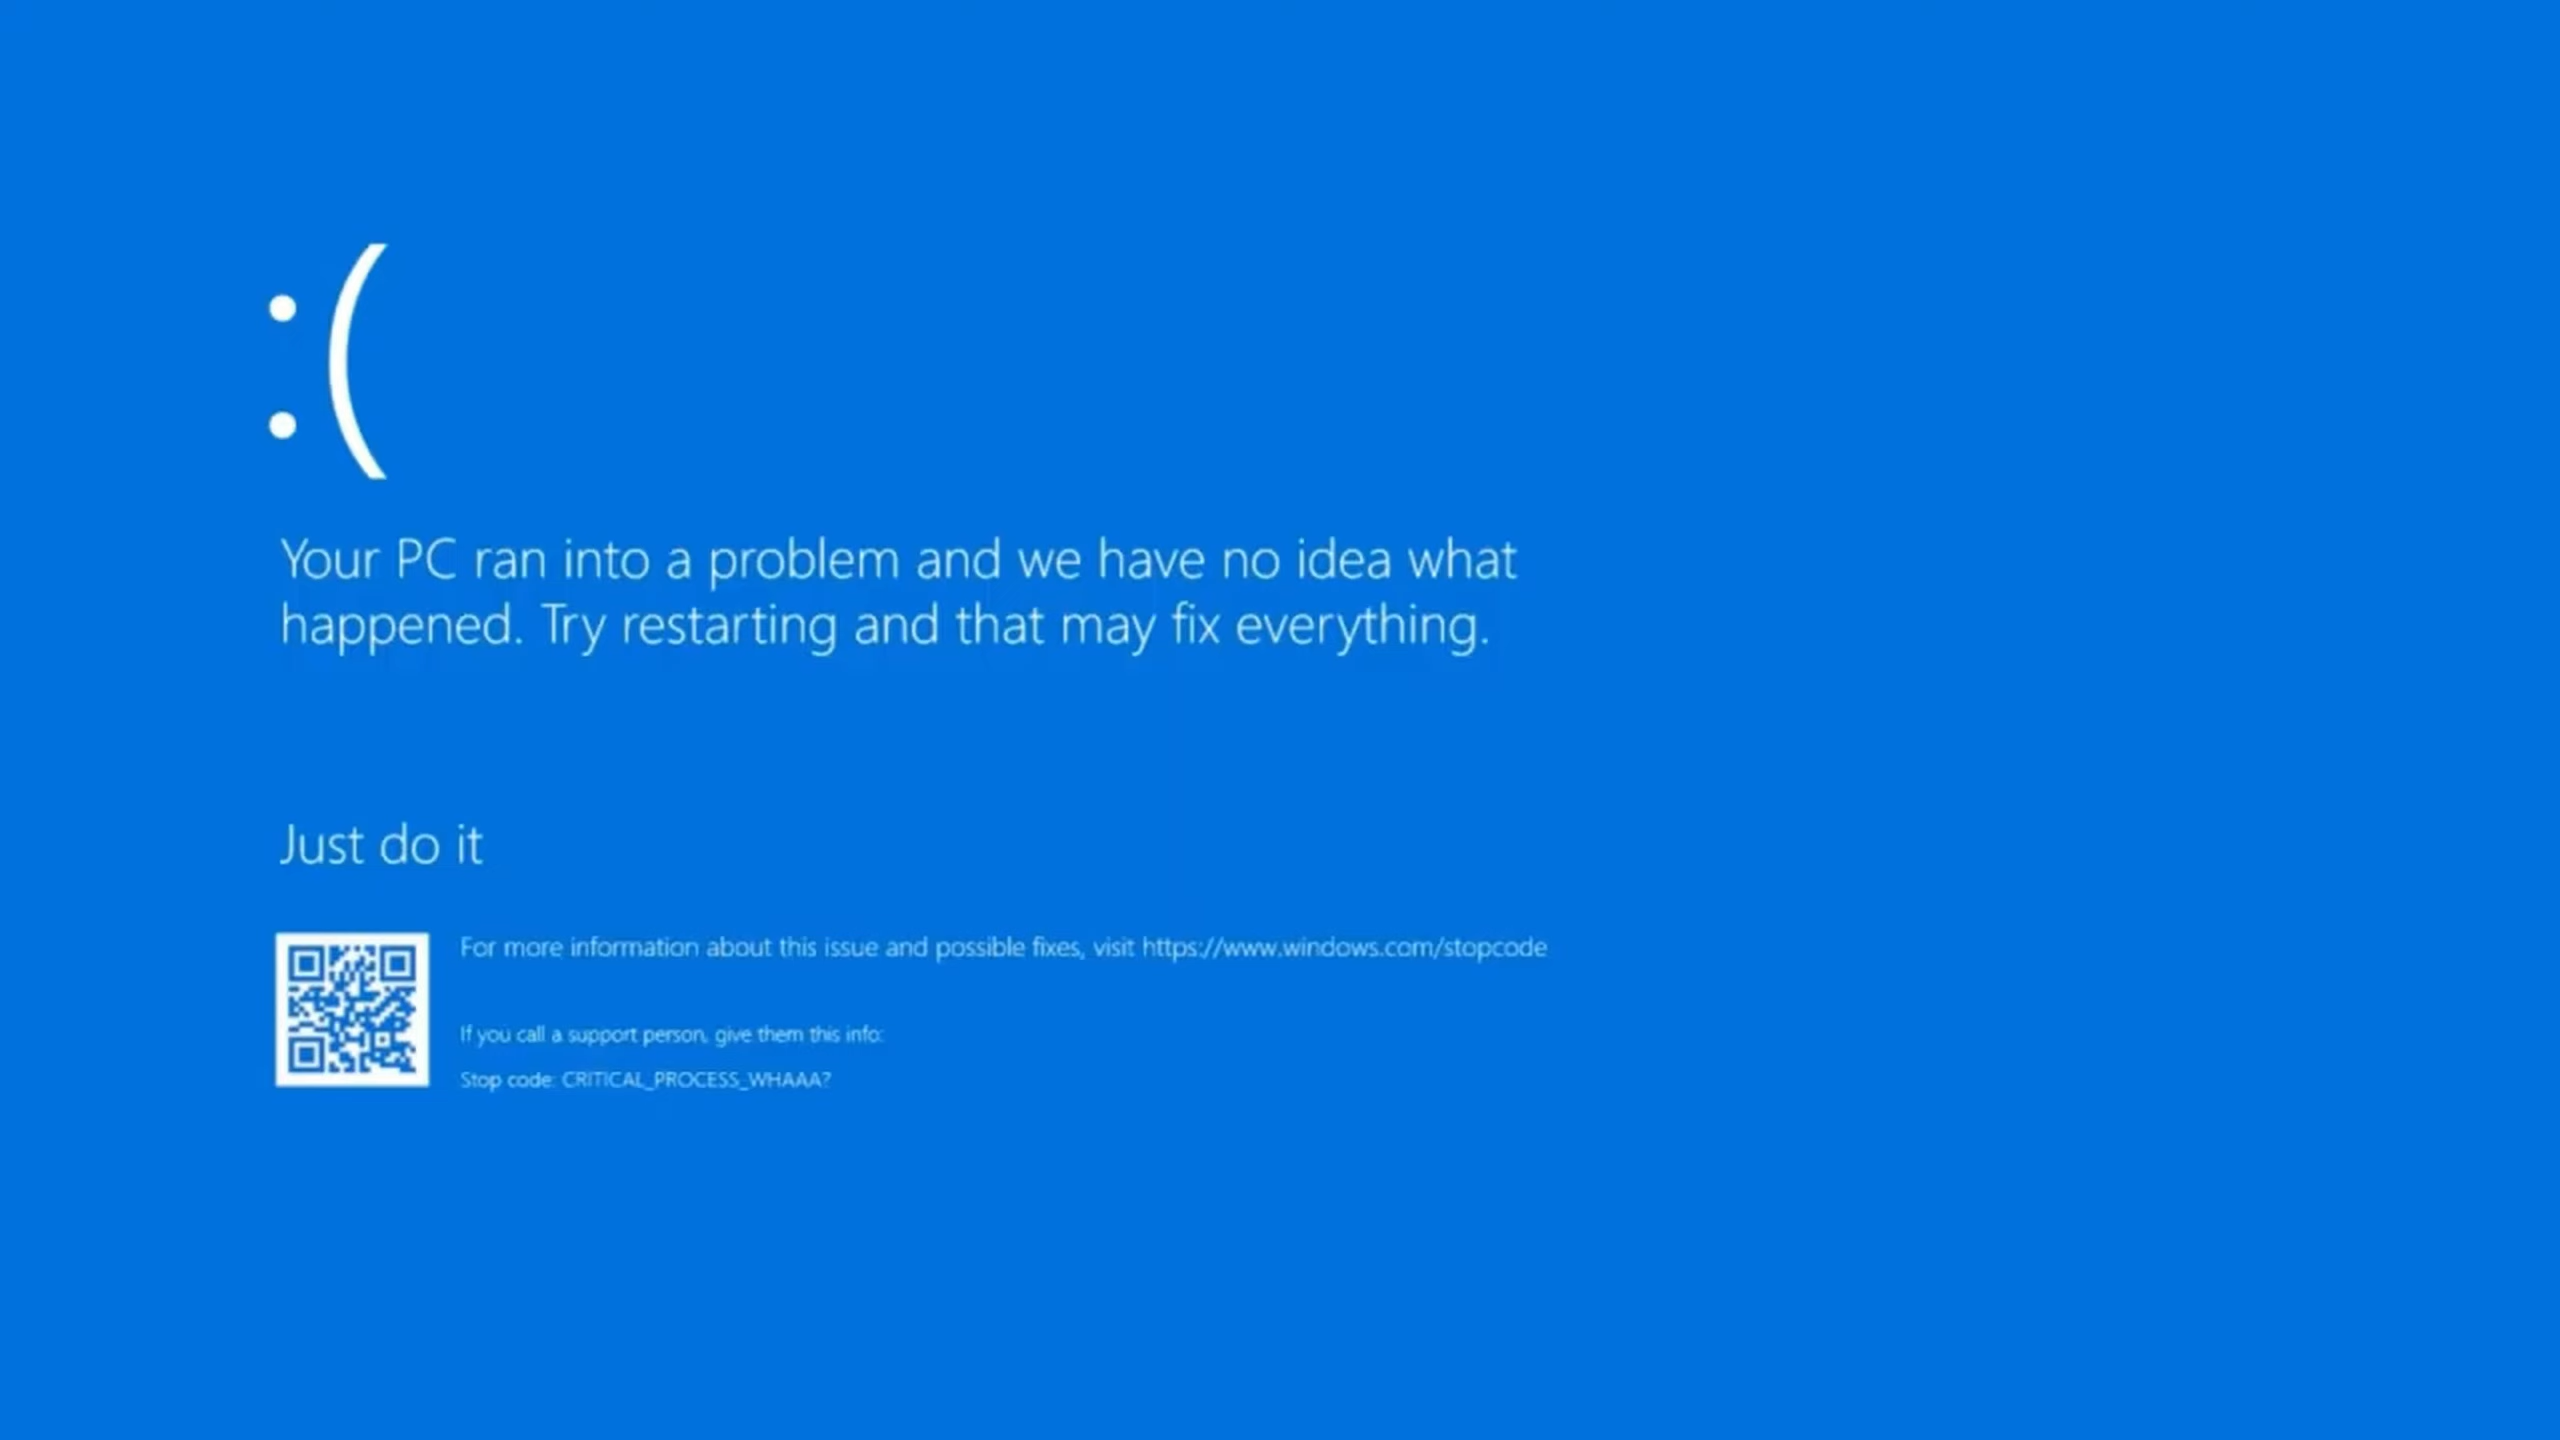 :(
Your PC ran into a problem and we have no idea what
happened. Try restarting and that may fix everything.
Just do it
For more information about this issue and possible fixes, visit https://www.windows.com/stopcode
If you call a support person, give them this info:
Stop code: CRITICAL_PROCESS_WHAAA?